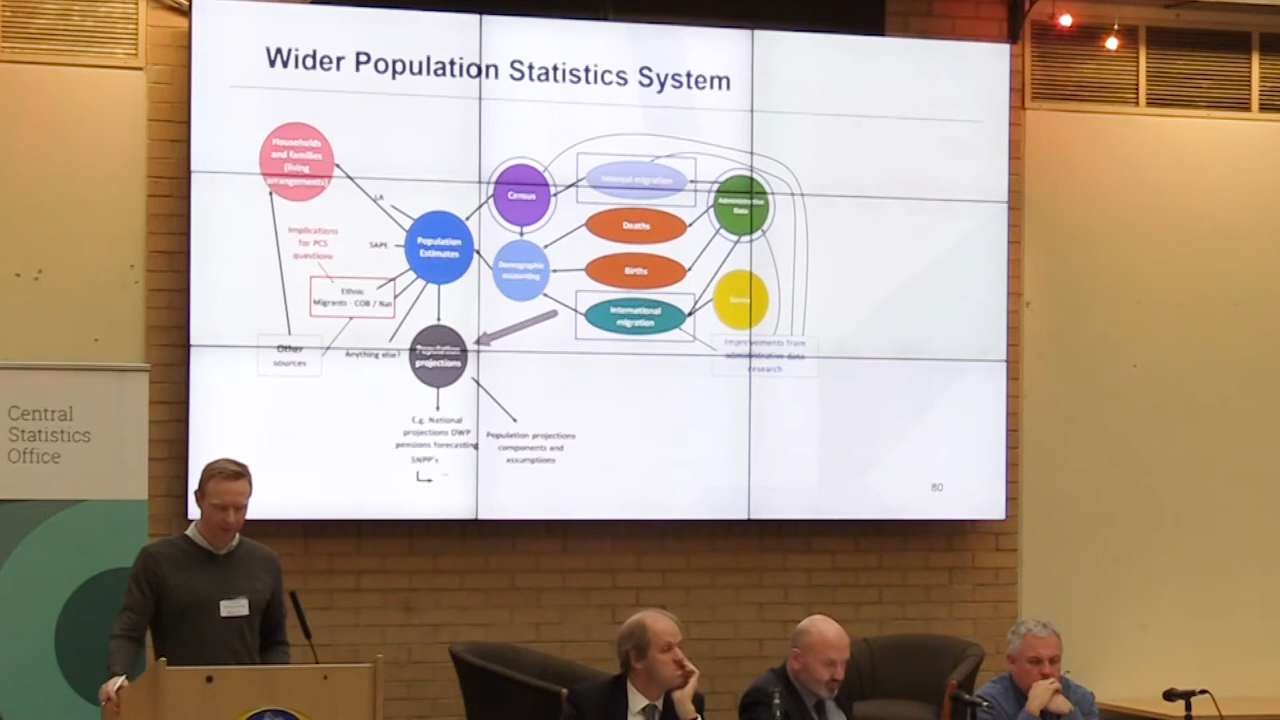 Wider Population Statistics System
Households
and families
(living
arrangements)
LA
Implications
for PCS
questions
SAPE
Population
Estimates
Ethnic
Migrants - COB / Nat
Other
sources
Anything else?
Population
projections
E.g. National
projections DWP
pensions forecasting
SNPP's
Population projections
components and
assumptions
Census
Demographic
accounting
Internal migration
Deaths
Births
International
migration
Administrative
Data
Survey
Improvements from
administrative data
research
80
Central
Statistics
Office